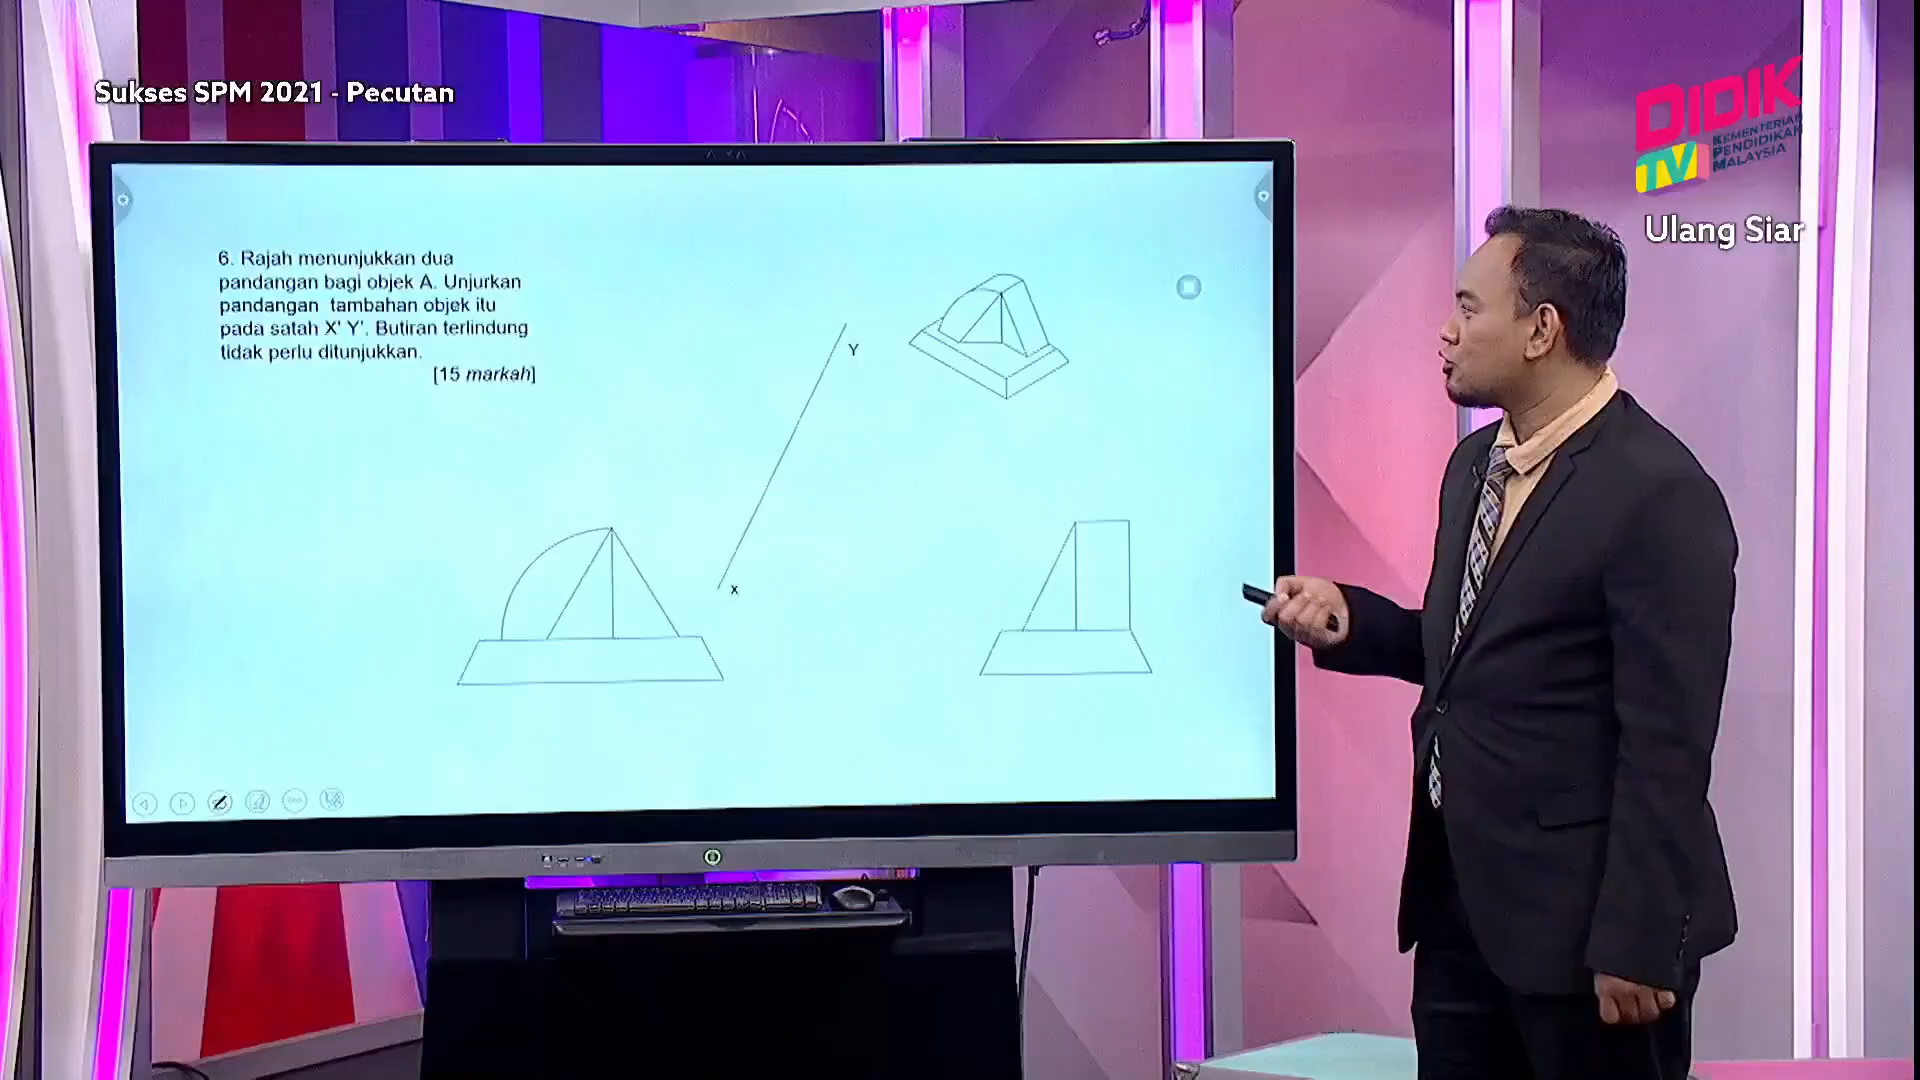 Sukses SPM 2021 - Pecutan
DIDIK
TV
KEMENTERIAN
PENDIDIKAN
MALAYSIA
Ulang Siar
6. Rajah menunjukkan dua
pandangan bagi objek A. Unjurkan
pandangan tambahan objek itu
pada satah X' Y'. Butiran terlindung
tidak perlu ditunjukkan.
[15 markah]
Y
x